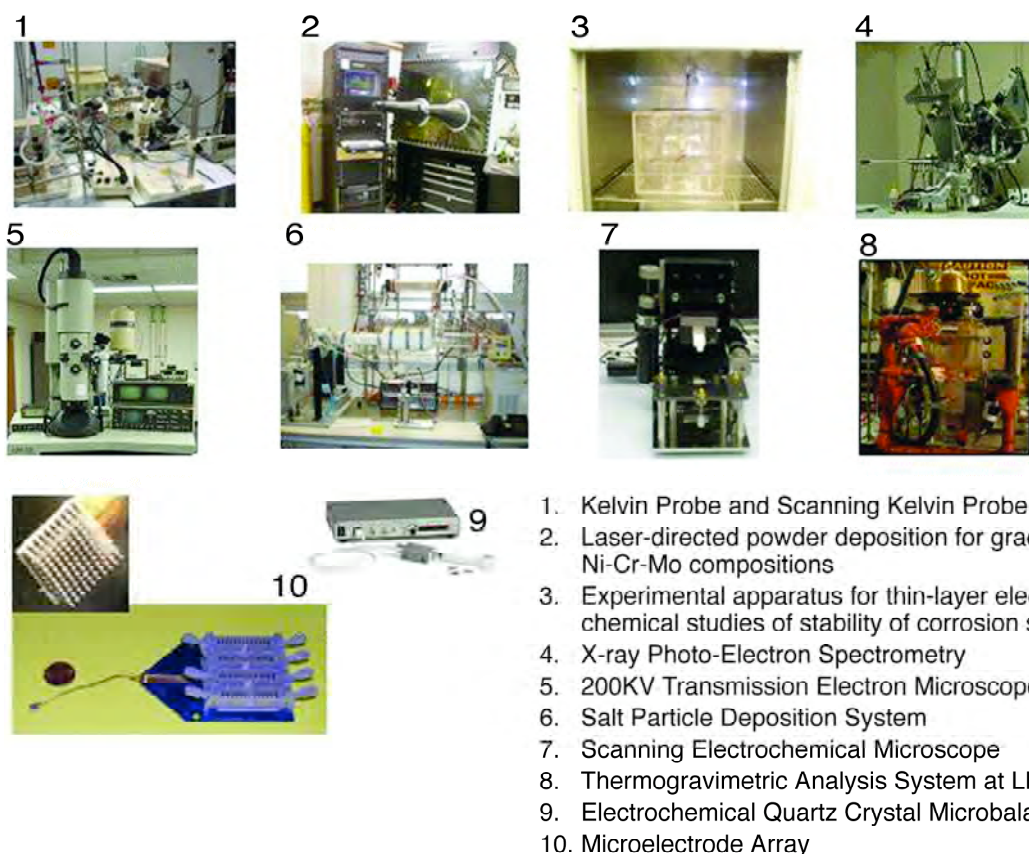 1
2
3
4
5
6
7
8
CAUTION
HOT
9
10
1. Kelvin Probe and Scanning Kelvin Probe
2. Laser-directed powder deposition for grad
Ni-Cr-Mo compositions
3. Experimental apparatus for thin-layer elec
chemical studies of stability of corrosion s
4. X-ray Photo-Electron Spectrometry
5. 200KV Transmission Electron Microscope
6. Salt Particle Deposition System
7. Scanning Electrochemical Microscope
8. Thermogravimetric Analysis System at Ll
9. Electrochemical Quartz Crystal Microbala
10. Microelectrode Array